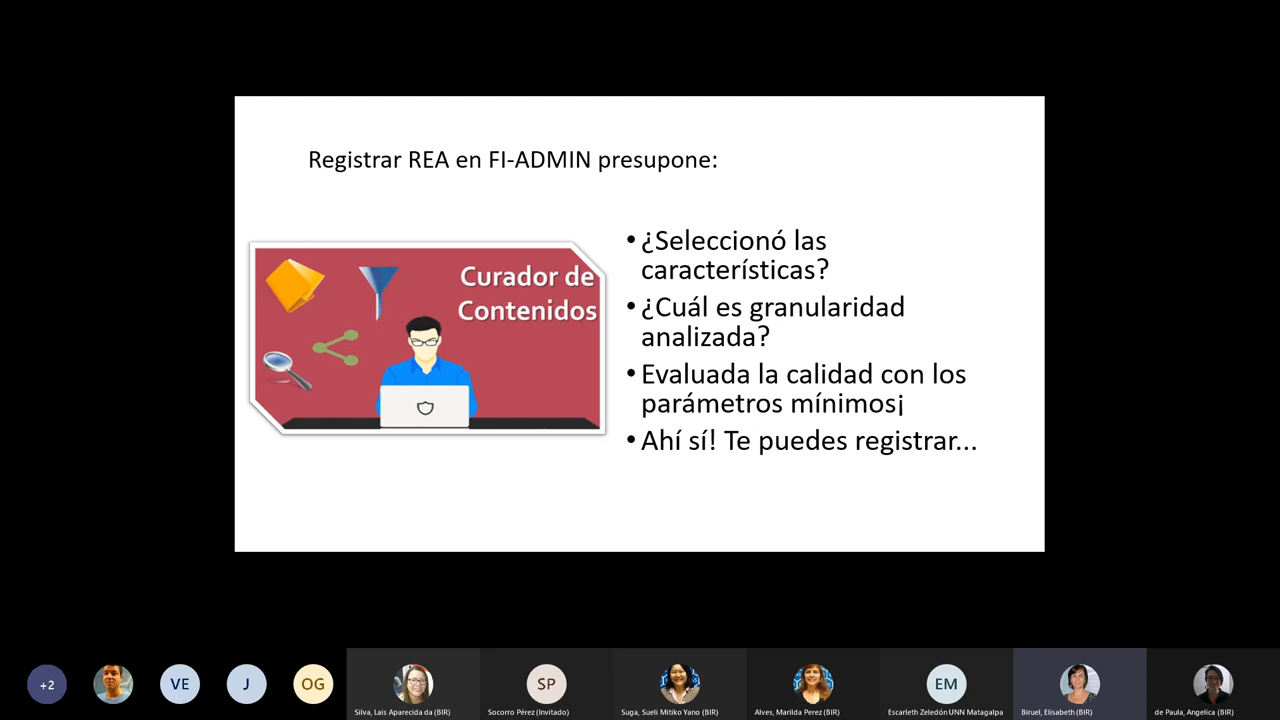 Registrar REA en FI-ADMIN presupone:
Curador de
Contenidos
•¿Seleccionó las
características?
•¿Cuál es granularidad
analizada?
•Evaluada la calidad con los
parámetros mínimos¡
•Ahí sí! Te puedes registrar...
+2
VE
J
OG
SP
EM
Silva, Lais Aparecida da (BIR)
Socorro Pérez (Invitado)
Suga, Sueli Mitiko Yano (BIR)
Alves, Marilda Perez (BIR)
Escarleth Zeledón UNN Matagalpa
Biruel, Elisabeth (BIR)
de Paula, Angelica (BIR)